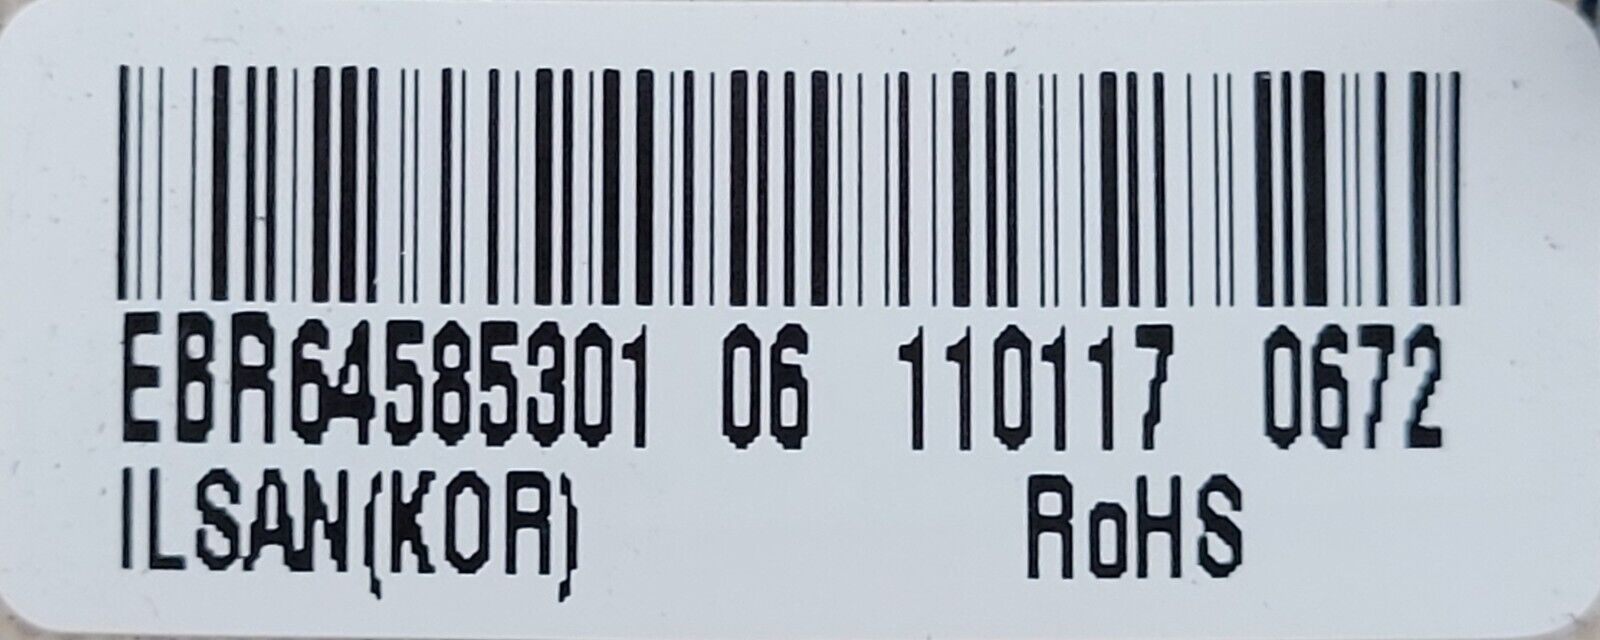 EBR64585301 06 110117 0672
ILSAN(KOR) RoHS